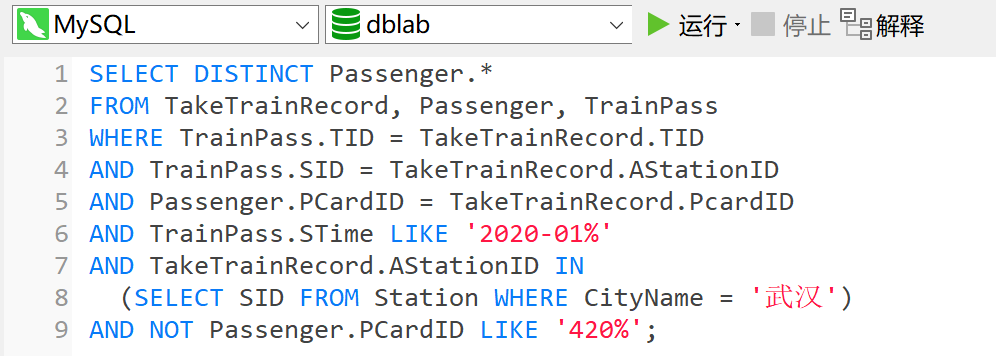 MySQL dblab 运行 停止 解释
1 SELECT DISTINCT Passenger.*
2 FROM TakeTrainRecord, Passenger, TrainPass
3 WHERE TrainPass.TID = TakeTrainRecord.TID
4 AND TrainPass.SID = TakeTrainRecord.AStationID
5 AND Passenger.PCardID = TakeTrainRecord.PcardID
6 AND TrainPass.STime LIKE '2020-01%'
7 AND TakeTrainRecord.AStationID IN
8 (SELECT SID FROM Station WHERE CityName = '武汉')
9 AND NOT Passenger.PCardID LIKE '420%';